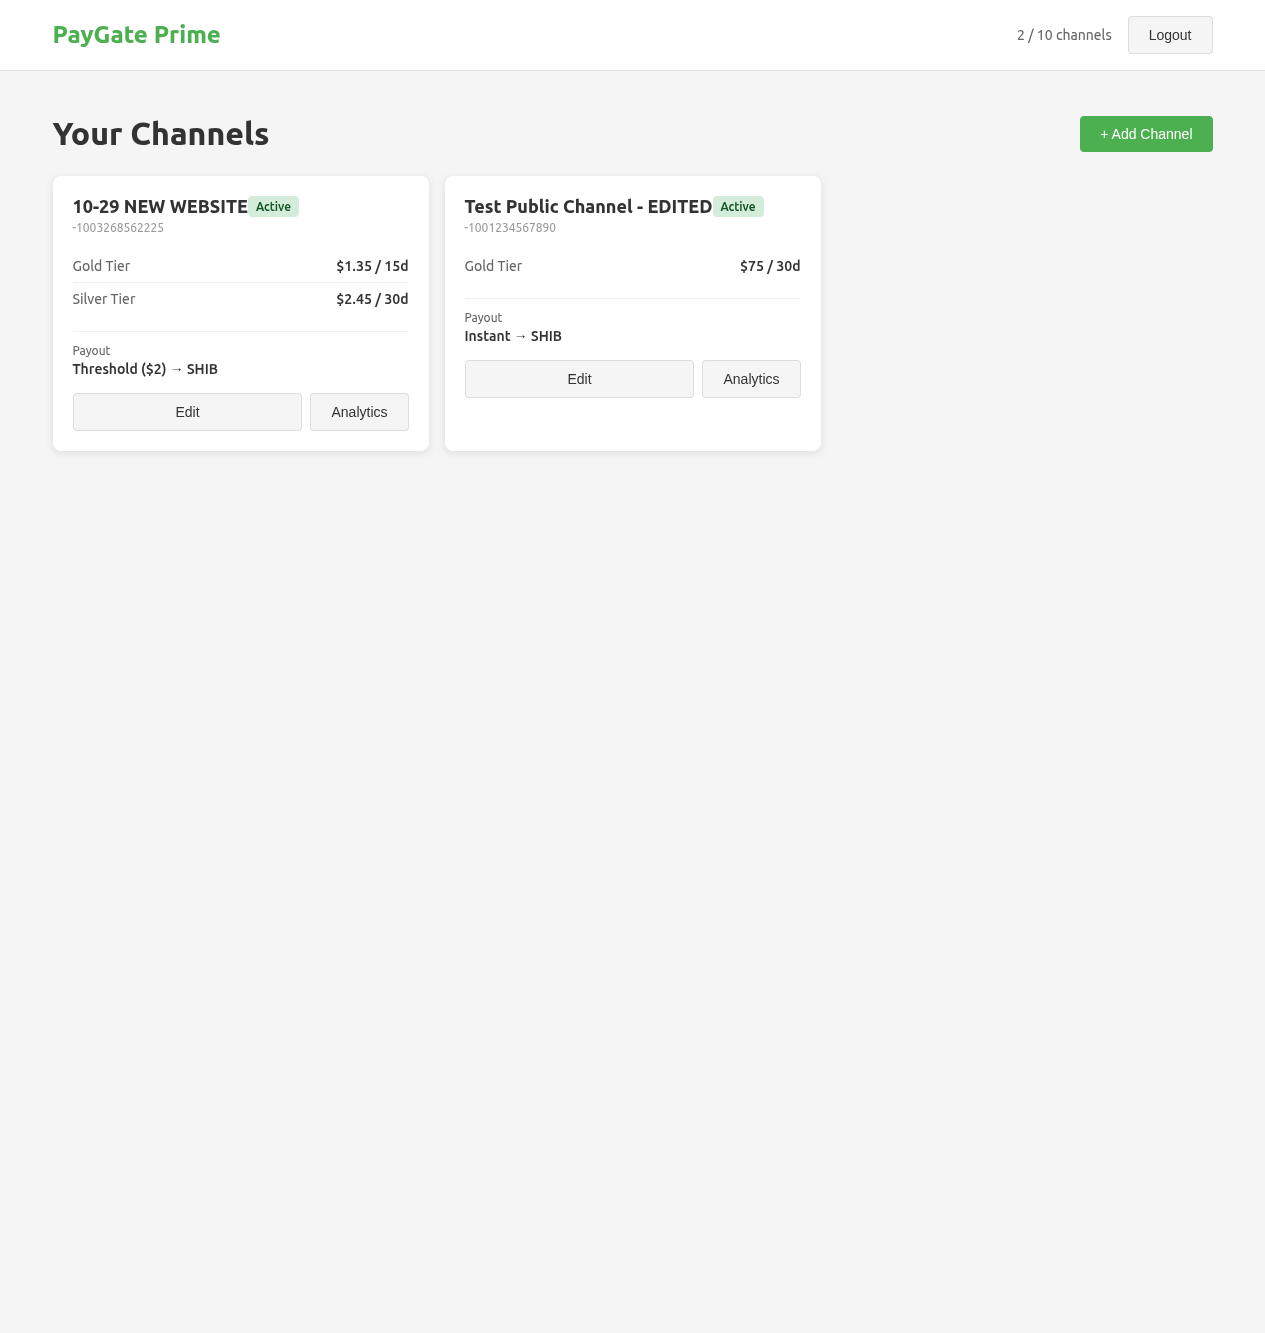 PayGate Prime
2 / 10 channels
Logout
Your Channels
+ Add Channel
10-29 NEW WEBSITE Active
-1003268562225
Gold Tier $1.35 / 15d
Silver Tier $2.45 / 30d
Payout
Threshold ($2) → SHIB
Edit Analytics
Test Public Channel - EDITED Active
-1001234567890
Gold Tier $75 / 30d
Payout
Instant → SHIB
Edit Analytics